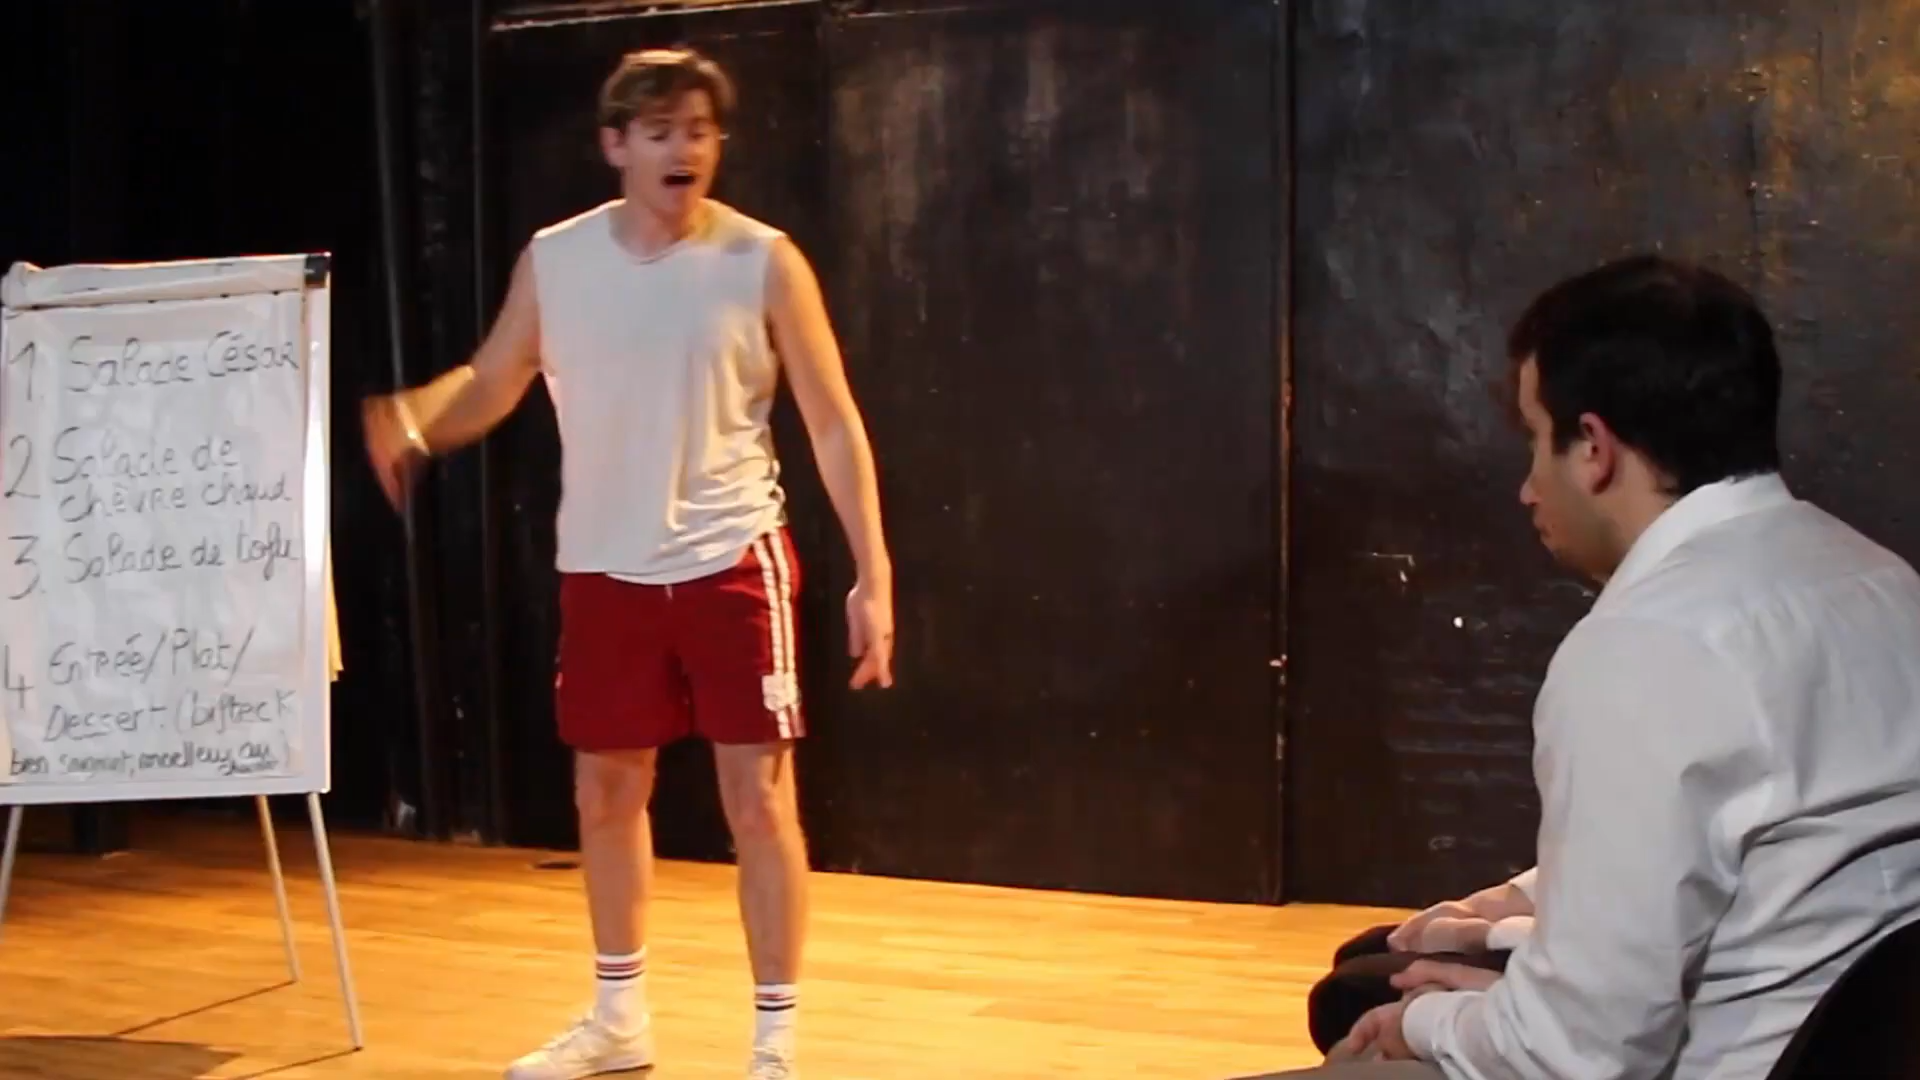 1. Salade César
2 Salade de
chèvre chaud
3. Salade de tofu
4 Entrée/Plat/
Dessert. (bifteck
bien saignant, moelleux au chocolat)